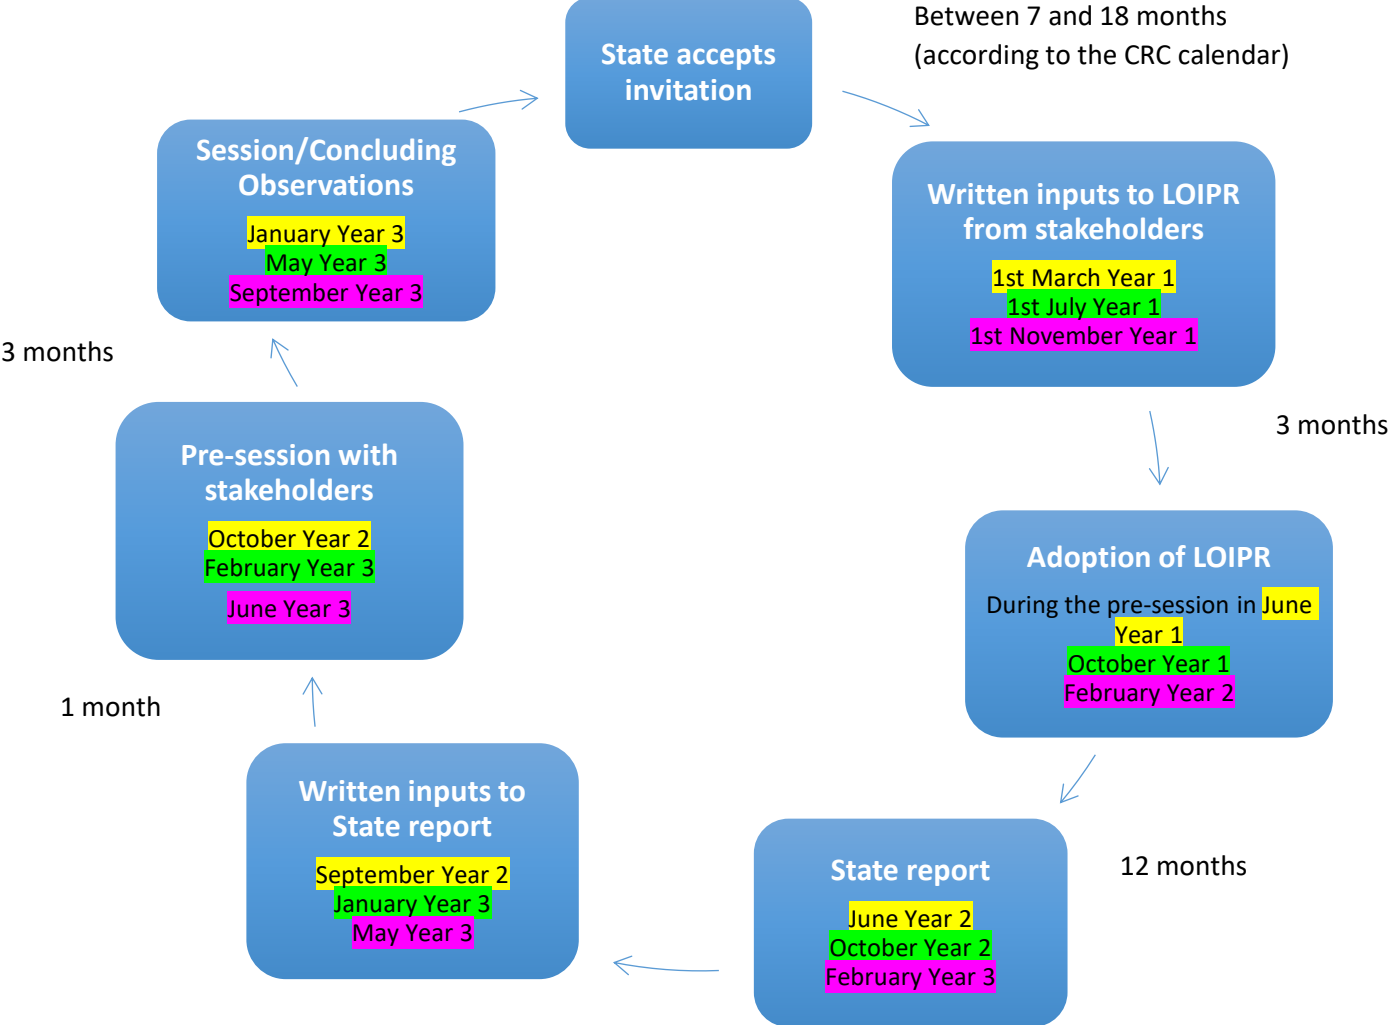 State accepts
invitation
Between 7 and 18 months
(according to the CRC calendar)
Written inputs to LOIPR
from stakeholders
1st March Year 1
1st July Year 1
1st November Year 1
3 months
Adoption of LOIPR
During the pre-session in June
Year 1
October Year 1
February Year 2
12 months
State report
June Year 2
October Year 2
February Year 3
Written inputs to
State report
September Year 2
January Year 3
May Year 3
1 month
Pre-session with
stakeholders
October Year 2
February Year 3
June Year 3
3 months
Session/Concluding
Observations
January Year 3
May Year 3
September Year 3